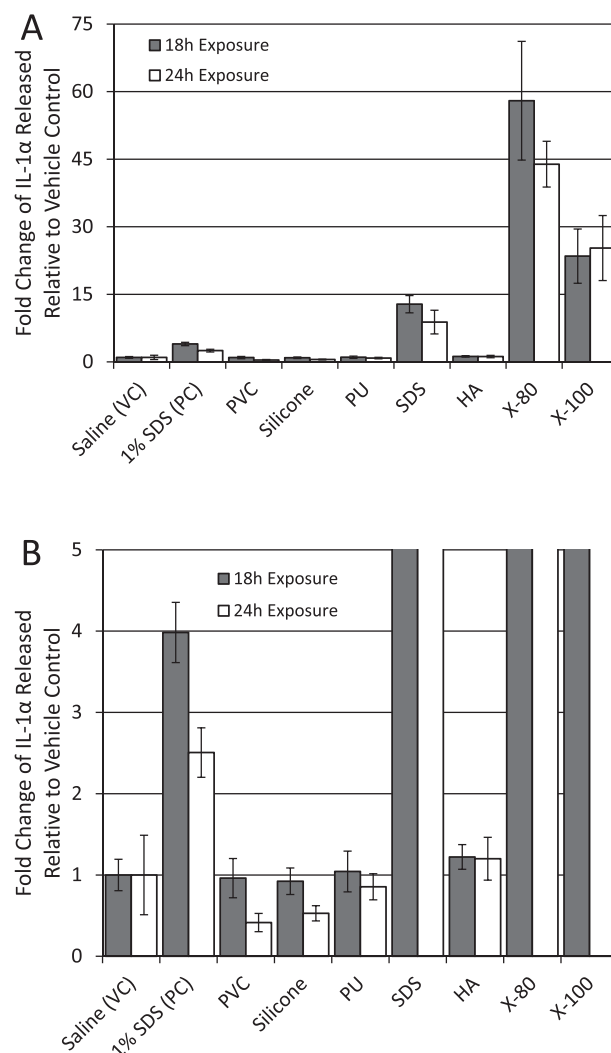 A
75
60
45
30
15
0
Fold Change of IL-1α Released
Relative to Vehicle Control
18h Exposure
24h Exposure
Saline (VC)
1% SDS (PC)
PVC
Silicone
PU
SDS
HA
X-80
X-100
B
5
4
3
2
1
0
Fold Change of IL-1α Released
Relative to Vehicle Control
18h Exposure
24h Exposure
Saline (VC)
1% SDS (PC)
PVC
Silicone
PU
SDS
HA
X-80
X-100